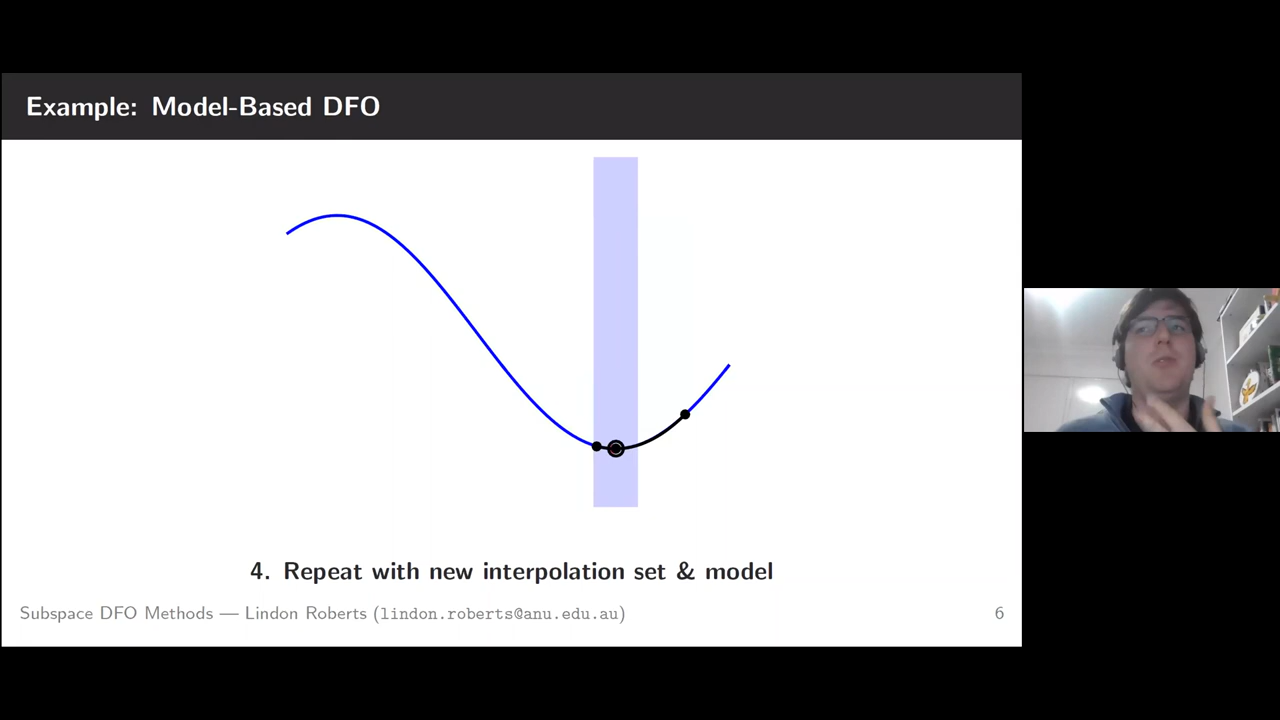 Example: Model-Based DFO
4. Repeat with new interpolation set & model
Subspace DFO Methods — Lindon Roberts (lindon.roberts@anu.edu.au)
6